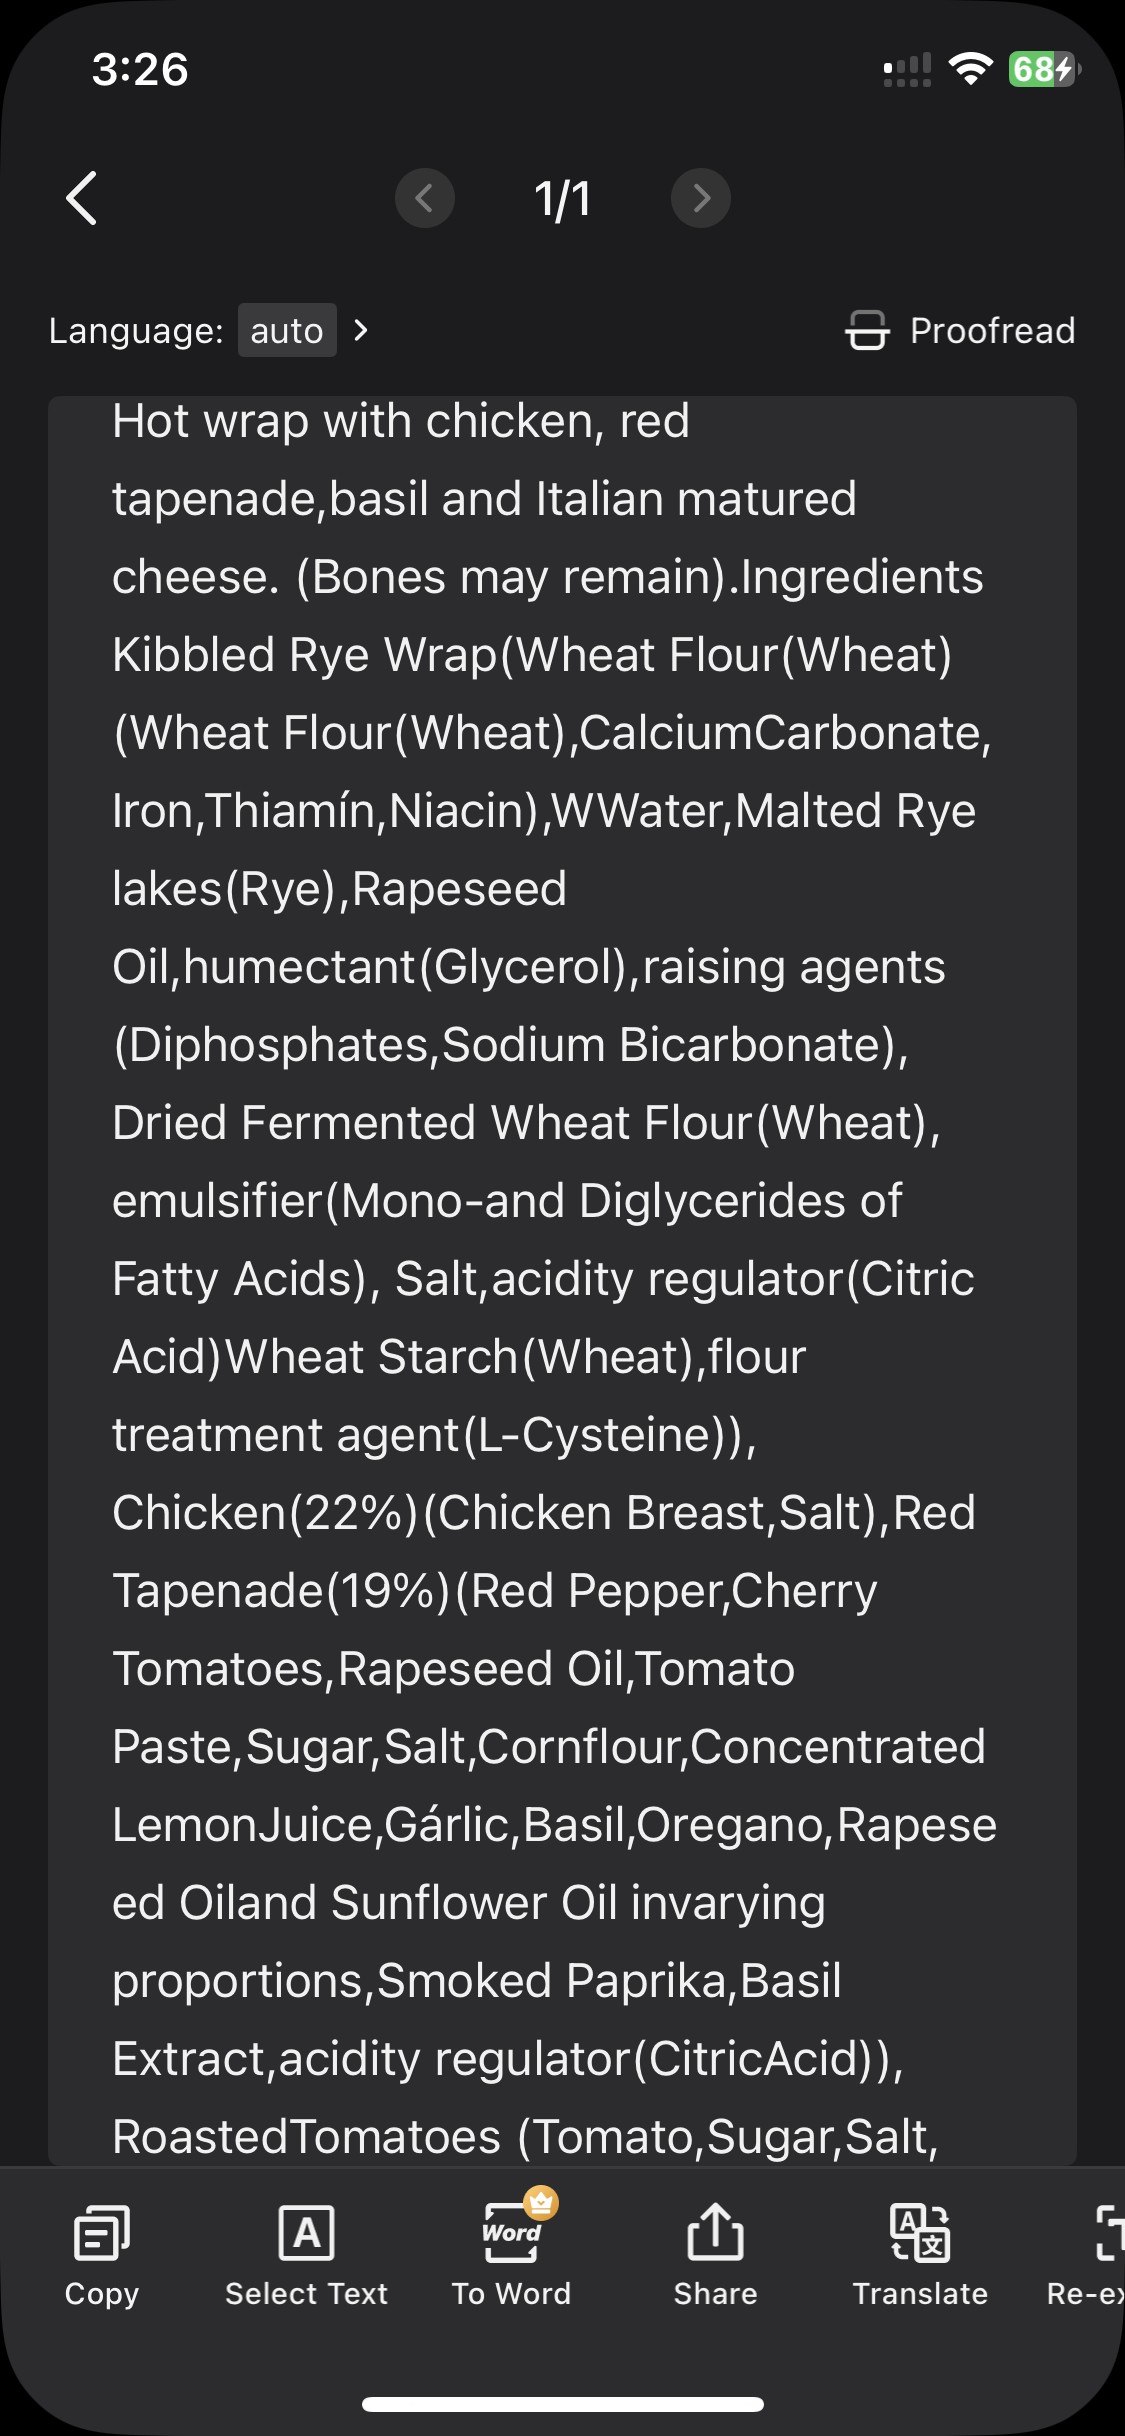 3:26
68
1/1
Language: auto
Proofread
Hot wrap with chicken, red
tapenade,basil and Italian matured
cheese. (Bones may remain).Ingredients
Kibbled Rye Wrap(Wheat Flour(Wheat)
(Wheat Flour(Wheat),CalciumCarbonate,
Iron,Thiamín,Niacin),WWater,Malted Rye
lakes(Rye),Rapeseed
Oil,humectant(Glycerol),raising agents
(Diphosphates,Sodium Bicarbonate),
Dried Fermented Wheat Flour(Wheat),
emulsifier(Mono-and Diglycerides of
Fatty Acids), Salt,acidity regulator(Citric
Acid)Wheat Starch(Wheat),flour
treatment agent(L-Cysteine)),
Chicken(22%)(Chicken Breast,Salt),Red
Tapenade(19%)(Red Pepper,Cherry
Tomatoes,Rapeseed Oil,Tomato
Paste,Sugar,Salt,Cornflour,Concentrated
LemonJuice,Gárlic,Basil,Oregano,Rapese
ed Oiland Sunflower Oil invarying
proportions,Smoked Paprika,Basil
Extract,acidity regulator(CitricAcid)),
RoastedTomatoes (Tomato,Sugar,Salt,
A
Word
A
文
Copy
Select Text
To Word
Share
Translate
Re-ex